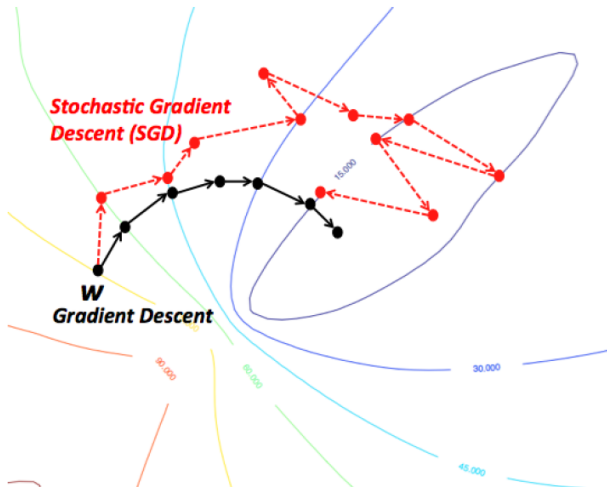 Stochastic Gradient
Descent (SGD)
15.000
W
Gradient Descent
90.000
60.000
30.000
45.000